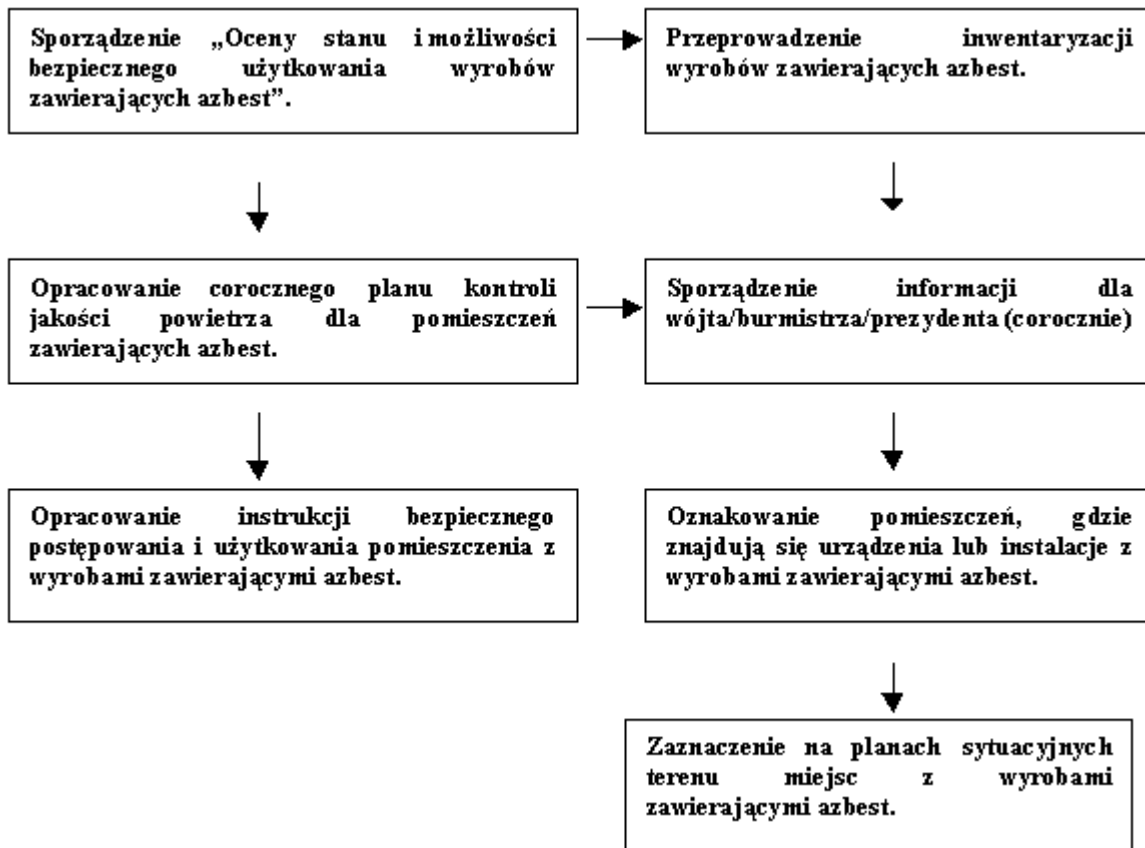 Sporządzenie „Oceny stanu i możliwości
bezpiecznego użytkowania wyrobów
zawierających azbest”.
Przeprowadzenie inwentaryzacji
wyrobów zawierających azbest.
Opracowanie corocznego planu kontroli
jakości powietrza dla pomieszczeń
zawierających azbest.
Sporządzenie informacji dla
wójta/burmistrza/prezydenta (corocznie)
Opracowanie instrukcji bezpiecznego
postępowania i użytkowania pomieszczenia z
wyrobami zawierającymi azbest.
Oznakowanie pomieszczeń, gdzie
znajdują się urządzenia lub instalacje z
wyrobami zawierającymi azbest.
Zaznaczenie na planach sytuacyjnych
terenu miejsc z wyrobami
zawierającymi azbest.